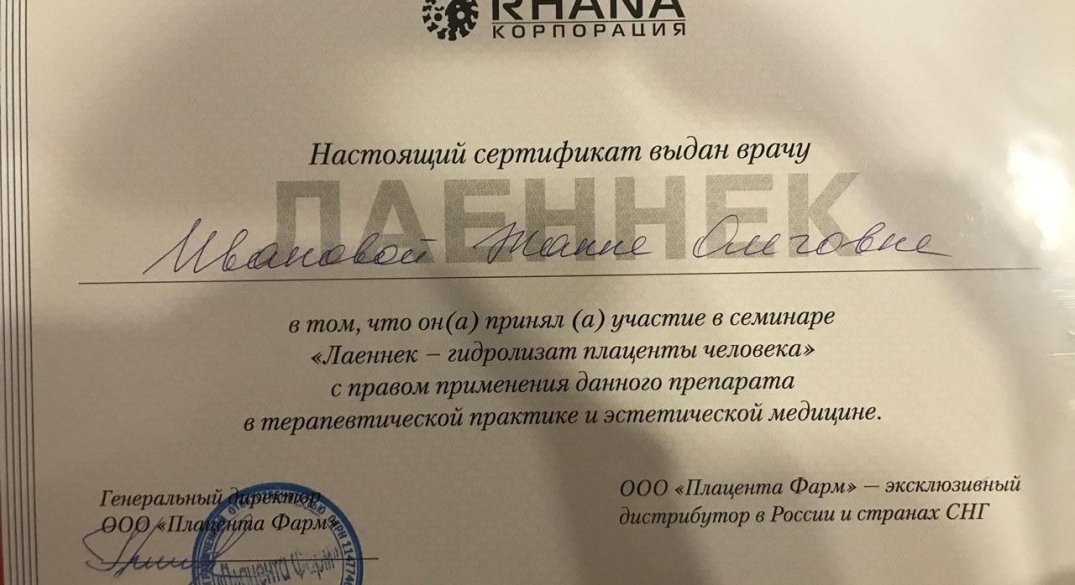 RHANA
КОРПОРАЦИЯ
Настоящий сертификат выдан врачу
ЛАЕННЕК
Ивановой Жанне Олеговне
в том, что он(а) принял (а) участие в семинаре
«Лаеннек – гидролизат плаценты человека»
с правом применения данного препарата
в терапевтической практике и эстетической медицине.
Генеральный директор
ООО «Плацента Фарм»
ООО «Плацента Фарм» — эксклюзивный
дистрибутор в России и странах СНГ
Плацента Фарм